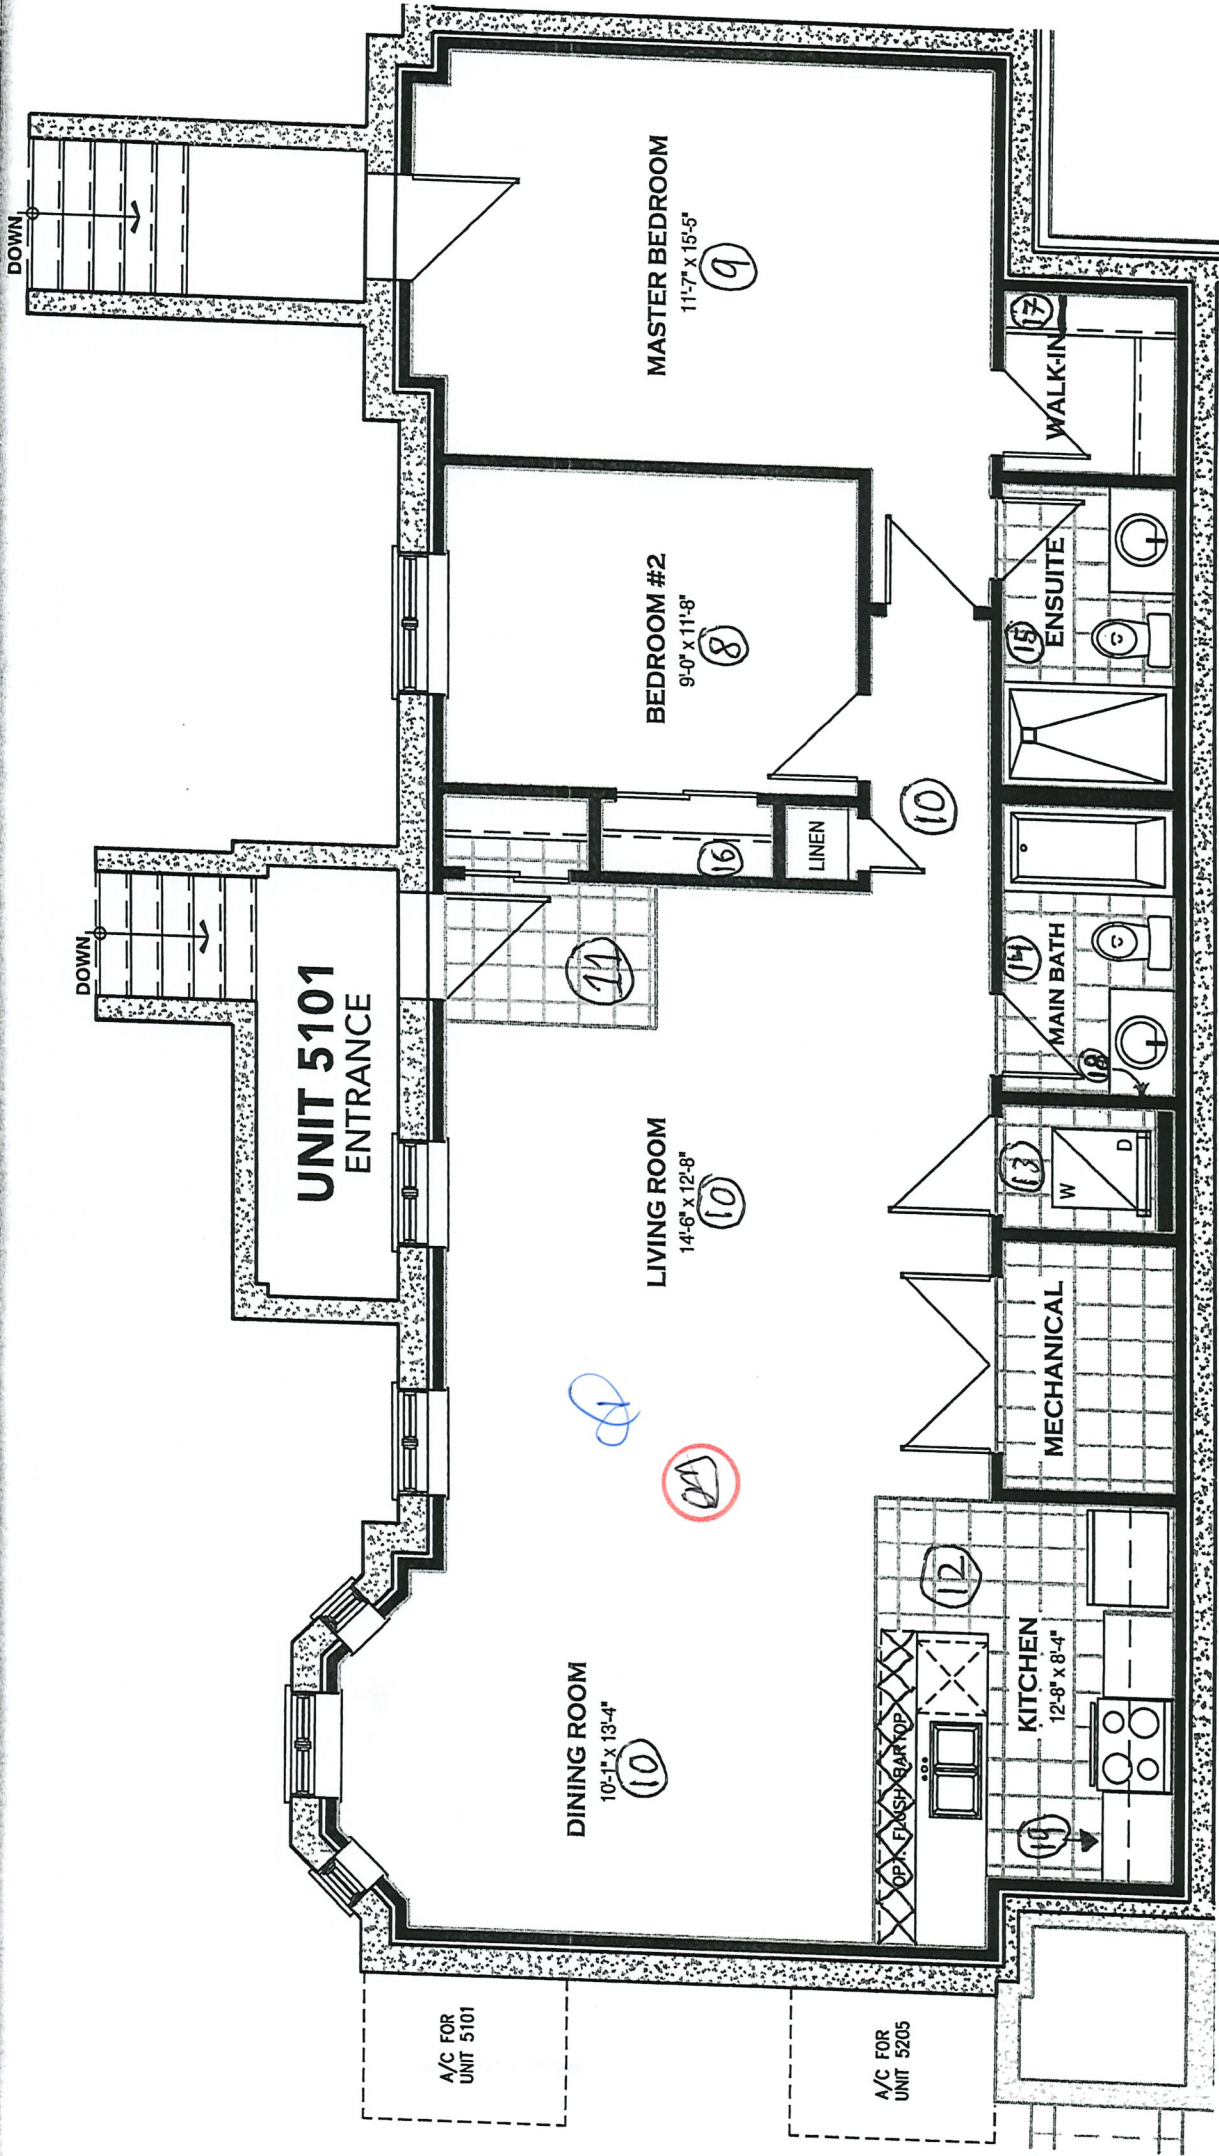 DOWN
MASTER BEDROOM
11'-7" x 15'-5"
9
17
WALK-IN
BEDROOM #2
9'-0" x 11'-8"
8
15
ENSUITE
16
LINEN
10
DOWN
UNIT 5101
ENTRANCE
11
14
MAIN BATH
18
LIVING ROOM
14'-6" x 12'-8"
10
13
W
D
MECHANICAL
12
KITCHEN
12'-8" x 8'-4"
19
OPT. FLUSH BARTOP
DINING ROOM
10'-1" x 13'-4"
10
A/C FOR
UNIT 5101
A/C FOR
UNIT 5205